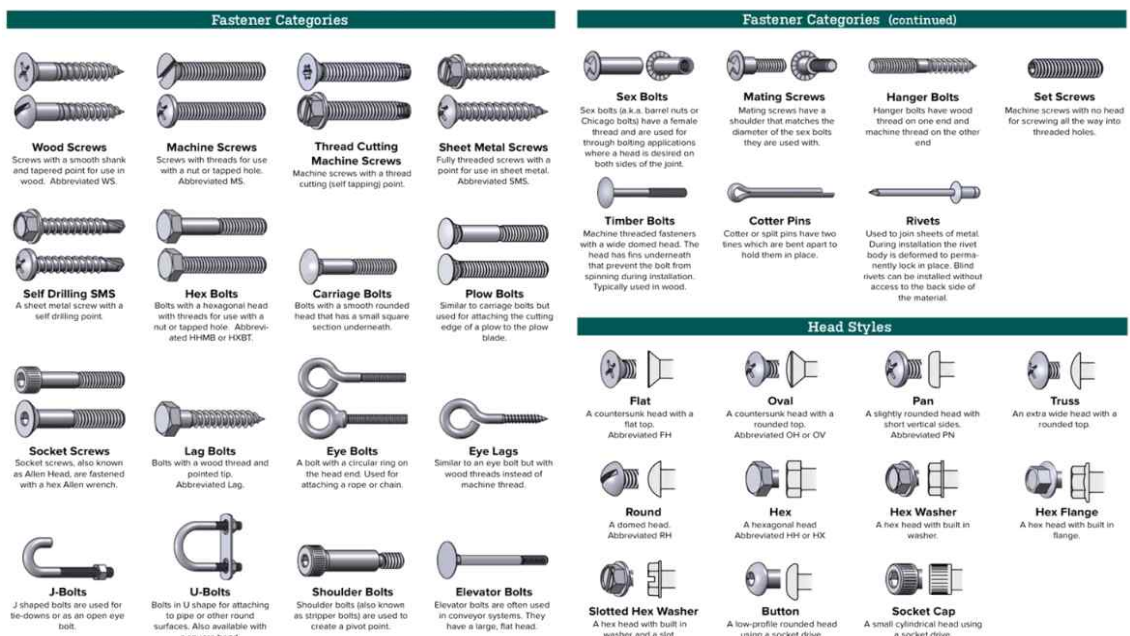 Fastener Categories
Wood Screws
Screws with a smooth shank
and tapered point for use in
wood. Abbreviated WS.
Machine Screws
Screws with threads for use
with a nut or tapped hole.
Abbreviated MS.
Thread Cutting
Machine Screws
Machine screws with a thread
cutting (self tapping) point.
Sheet Metal Screws
Fully threaded screws with a
point for use in sheet metal.
Abbreviated SMS.
Self Drilling SMS
A sheet metal screw with a
self drilling point.
Hex Bolts
Bolts with a hexagonal head
with threads for use with a
nut or tapped hole. Abbrevi-
ated HHMB or HXBT.
Carriage Bolts
Bolts with a smooth rounded
head that has a small square
section underneath.
Plow Bolts
Similar to carriage bolts but
used for attaching the cutting
edge of a plow to the plow
blade.
Socket Screws
Socket screws, also known
as Allen Head, are fastened
with a hex Allen wrench.
Lag Bolts
Bolts with a wood thread and
pointed tip.
Abbreviated Lag.
Eye Bolts
A bolt with a circular ring on
the head end. Used for
attaching a rope or chain.
Eye Lags
Similar to an eye bolt but with
wood threads instead of
machine thread.
J-Bolts
J shaped bolts are used for
tie-downs or as an open eye
bolt.
U-Bolts
Bolts in U shape for attaching
to pipe or other round
surfaces. Also available with
Shoulder Bolts
Shoulder bolts (also known
as stripper bolts) are used to
create a pivot point.
Elevator Bolts
Elevator bolts are often used
in conveyor systems. They
have a large, flat head.
Fastener Categories (continued)
Sex Bolts
Sex bolts (a.k.a. barrel nuts or
Chicago bolts) have a female
thread and are used for
through bolting applications
where a head is desired on
both sides of the joint.
Mating Screws
Mating screws have a
shoulder that matches the
diameter of the sex bolts
they are used with.
Hanger Bolts
Hanger bolts have wood
thread on one end and
machine thread on the other
end
Set Screws
Machine screws with no head
for screwing all the way into
threaded holes.
Timber Bolts
Machine threaded fasteners
with a wide domed head. The
head has fins underneath
that prevent the bolt from
spinning during installation.
Typically used in wood.
Cotter Pins
Cotter or split pins have two
tines which are bent apart to
hold them in place.
Rivets
Used to join sheets of metal.
During installation the rivet
body is deformed to perma-
nently lock in place. Blind
rivets can be installed without
access to the back side of
the material.
Head Styles
Flat
A countersunk head with a
flat top.
Abbreviated FH
Oval
A countersunk head with a
rounded top.
Abbreviated OH or OV
Pan
A slightly rounded head with
short vertical sides.
Abbreviated PN
Truss
An extra wide head with a
rounded top.
Round
A domed head.
Abbreviated RH
Hex
A hexagonal head
Abbreviated HH or HX
Hex Washer
A hex head with built in
washer.
Hex Flange
A hex head with built in
flange.
Slotted Hex Washer
A hex head with built in
washer and a slot
Button
A low-profile rounded head
using a socket drive
Socket Cap
A small cylindrical head using
a socket drive